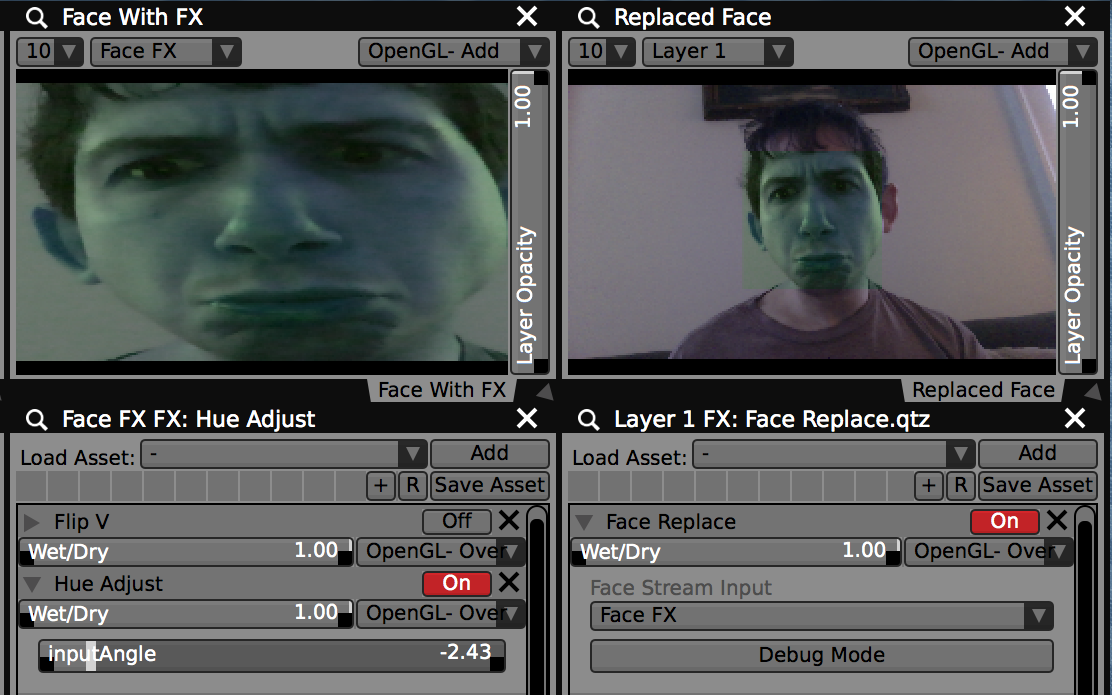 Face With FX
Replaced Face
10
Face FX
OpenGL- Add
10
Layer 1
OpenGL- Add
1.00
Layer Opacity
1.00
Layer Opacity
Face With FX
Replaced Face
Face FX FX: Hue Adjust
Layer 1 FX: Face Replace.qtz
Load Asset: - Add
Load Asset: - Add
+ R Save Asset
+ R Save Asset
Flip V Off
Face Replace On
Wet/Dry 1.00 OpenGL- Over
Wet/Dry 1.00 OpenGL- Over
Hue Adjust On
Face Stream Input
Wet/Dry 1.00 OpenGL- Over
Face FX
inputAngle -2.43
Debug Mode